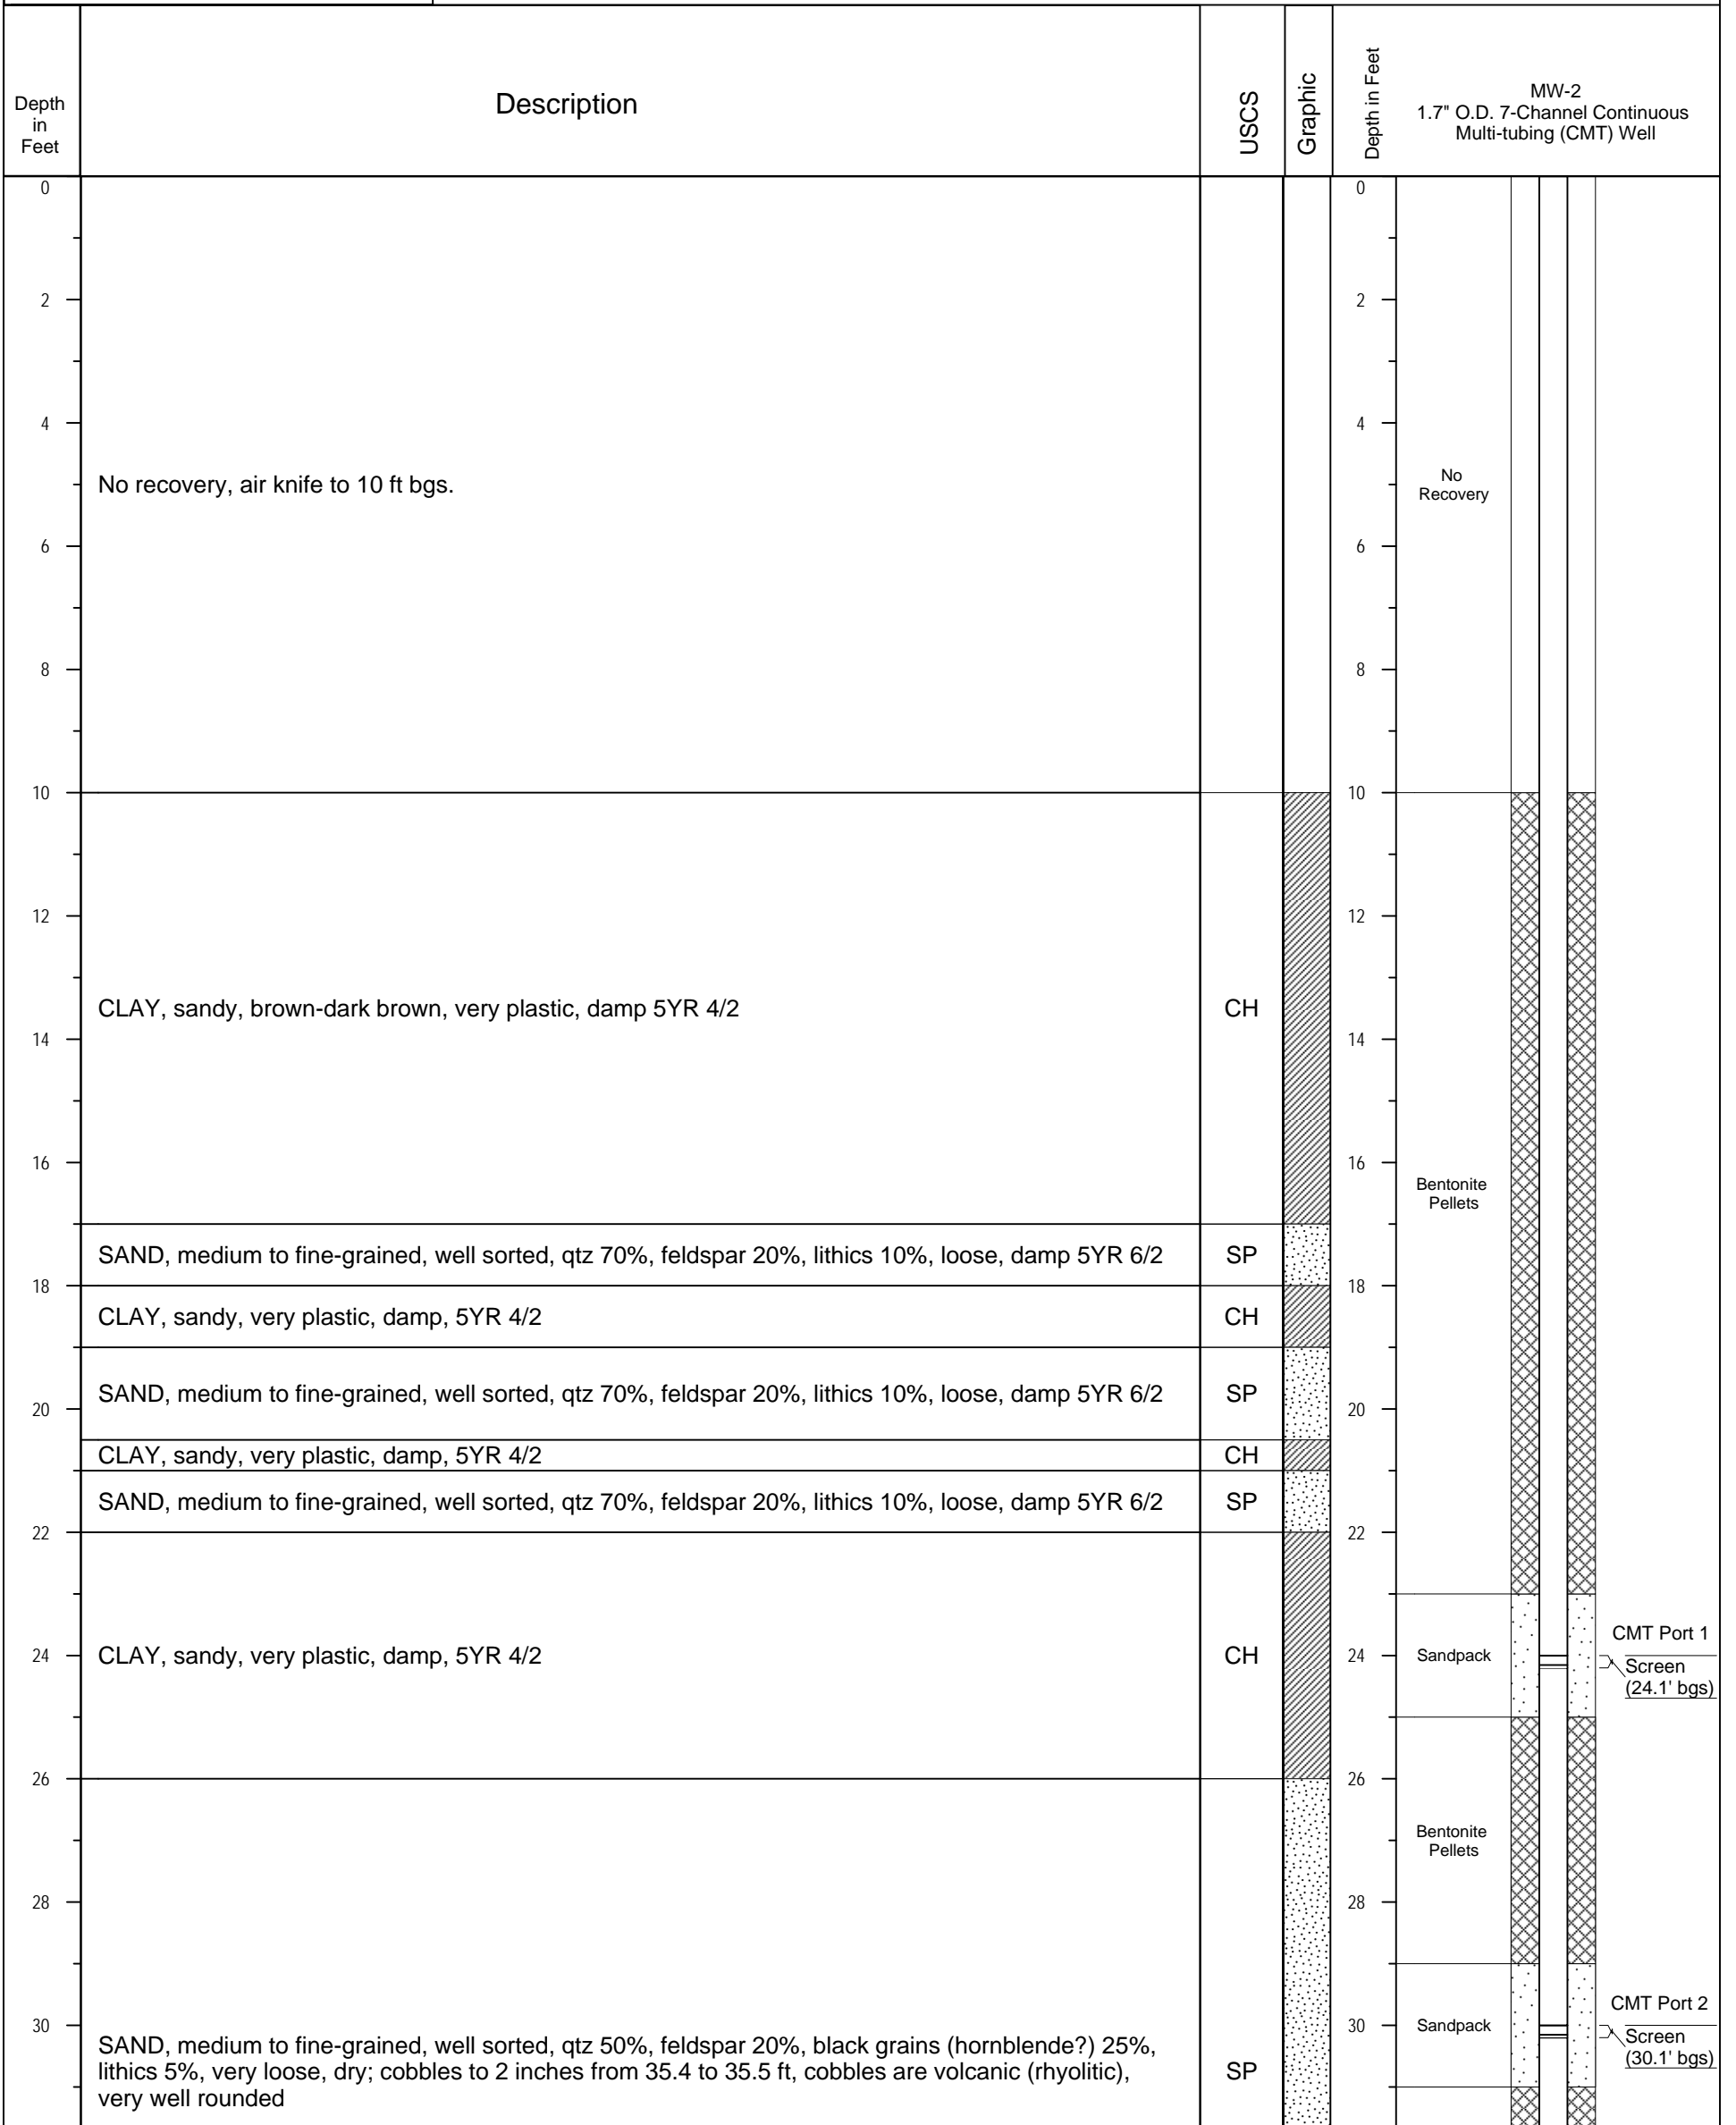 Depth
in
Feet
Description
USCS
Graphic
Depth in Feet
MW-2
1.7" O.D. 7-Channel Continuous
Multi-tubing (CMT) Well
0
0
2
2
4
4
No recovery, air knife to 10 ft bgs.
No
Recovery
6
6
8
8
10
10
12
12
CLAY, sandy, brown-dark brown, very plastic, damp 5YR 4/2 CH
14
14
16
16
Bentonite
Pellets
SAND, medium to fine-grained, well sorted, qtz 70%, feldspar 20%, lithics 10%, loose, damp 5YR 6/2 SP
18
18
CLAY, sandy, very plastic, damp, 5YR 4/2 CH
SAND, medium to fine-grained, well sorted, qtz 70%, feldspar 20%, lithics 10%, loose, damp 5YR 6/2 SP
20
20
CLAY, sandy, very plastic, damp, 5YR 4/2 CH
SAND, medium to fine-grained, well sorted, qtz 70%, feldspar 20%, lithics 10%, loose, damp 5YR 6/2 SP
22
22
CMT Port 1
24
CLAY, sandy, very plastic, damp, 5YR 4/2 CH
24
Sandpack
Screen
(24.1' bgs)
26
26
Bentonite
Pellets
28
28
CMT Port 2
30
30
Sandpack
Screen
(30.1' bgs)
SAND, medium to fine-grained, well sorted, qtz 50%, feldspar 20%, black grains (hornblende?) 25%,
lithics 5%, very loose, dry; cobbles to 2 inches from 35.4 to 35.5 ft, cobbles are volcanic (rhyolitic),
very well rounded
SP